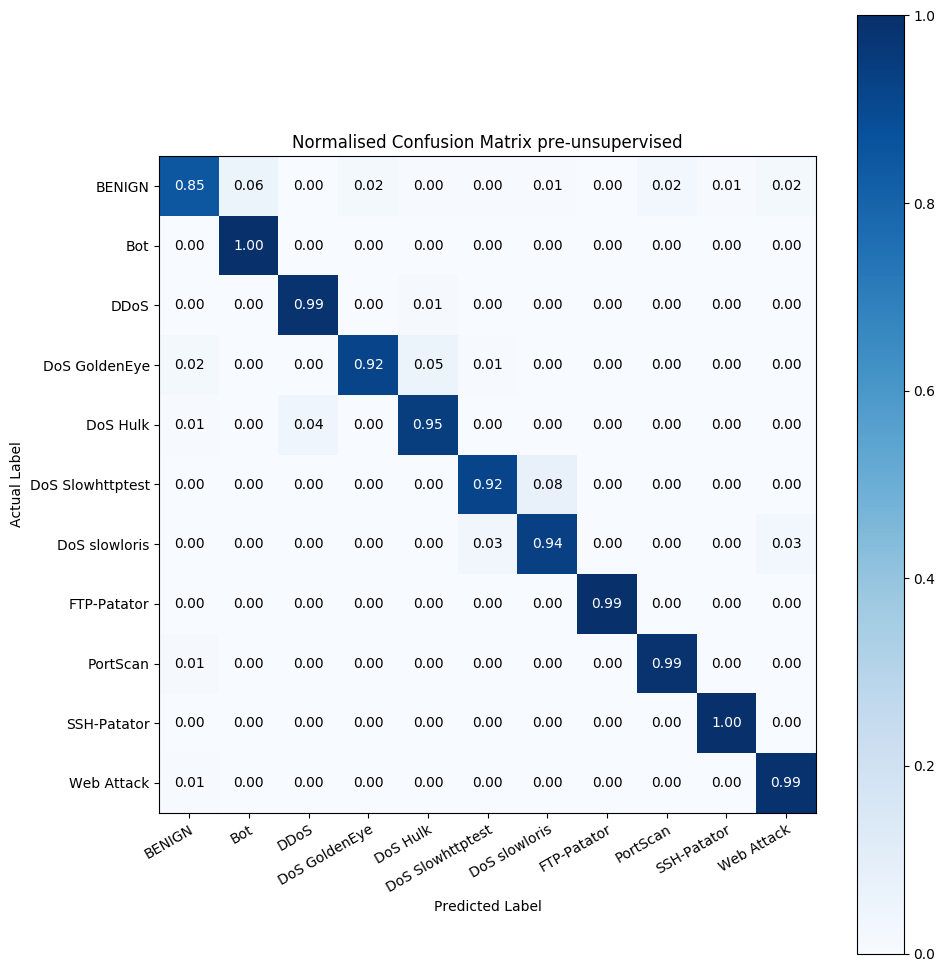 Normalised Confusion Matrix pre-unsupervised
1.0
0.8
0.6
0.4
0.2
0.0
Actual Label
BENIGN 0.85 0.06 0.00 0.02 0.00 0.00 0.01 0.00 0.02 0.01 0.02
Bot 0.00 1.00 0.00 0.00 0.00 0.00 0.00 0.00 0.00 0.00 0.00
DDoS 0.00 0.00 0.99 0.00 0.01 0.00 0.00 0.00 0.00 0.00 0.00
DoS GoldenEye 0.02 0.00 0.00 0.92 0.05 0.01 0.00 0.00 0.00 0.00 0.00
DoS Hulk 0.01 0.00 0.04 0.00 0.95 0.00 0.00 0.00 0.00 0.00 0.00
DoS Slowhttptest 0.00 0.00 0.00 0.00 0.00 0.92 0.08 0.00 0.00 0.00 0.00
DoS slowloris 0.00 0.00 0.00 0.00 0.00 0.03 0.94 0.00 0.00 0.00 0.03
FTP-Patator 0.00 0.00 0.00 0.00 0.00 0.00 0.00 0.99 0.00 0.00 0.00
PortScan 0.01 0.00 0.00 0.00 0.00 0.00 0.00 0.00 0.99 0.00 0.00
SSH-Patator 0.00 0.00 0.00 0.00 0.00 0.00 0.00 0.00 0.00 1.00 0.00
Web Attack 0.01 0.00 0.00 0.00 0.00 0.00 0.00 0.00 0.00 0.00 0.99
BENIGN Bot DDoS DoS GoldenEye DoS Hulk DoS Slowhttptest DoS slowloris FTP-Patator PortScan SSH-Patator Web Attack
Predicted Label